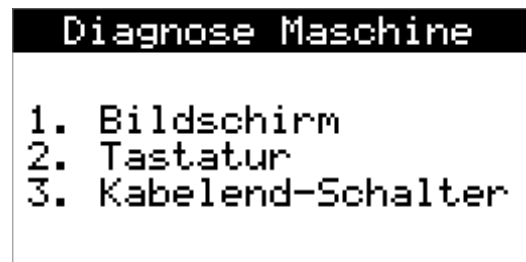 Diagnose Maschine
1. Bildschirm
2. Tastatur
3. Kabelend-Schalter